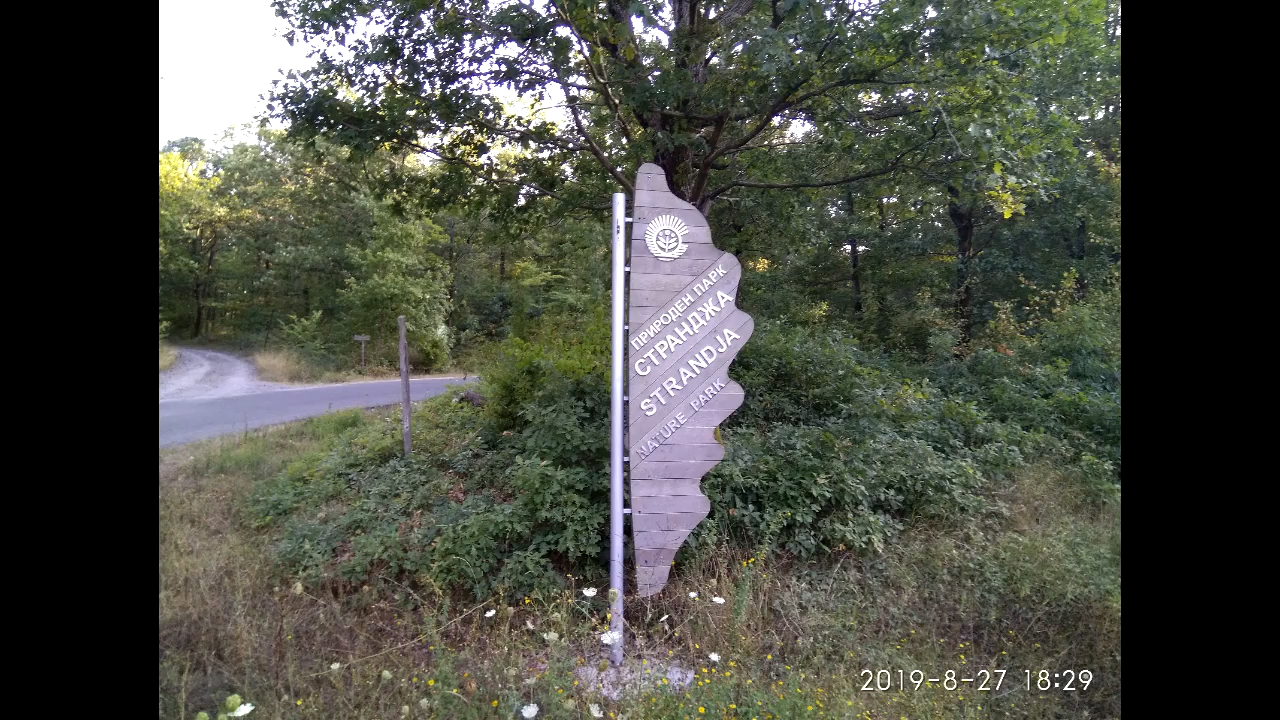 ПРИРОДЕН ПАРК
СТРАНДЖА
STRANDJA
NATURE PARK
2019-8-27 18:29